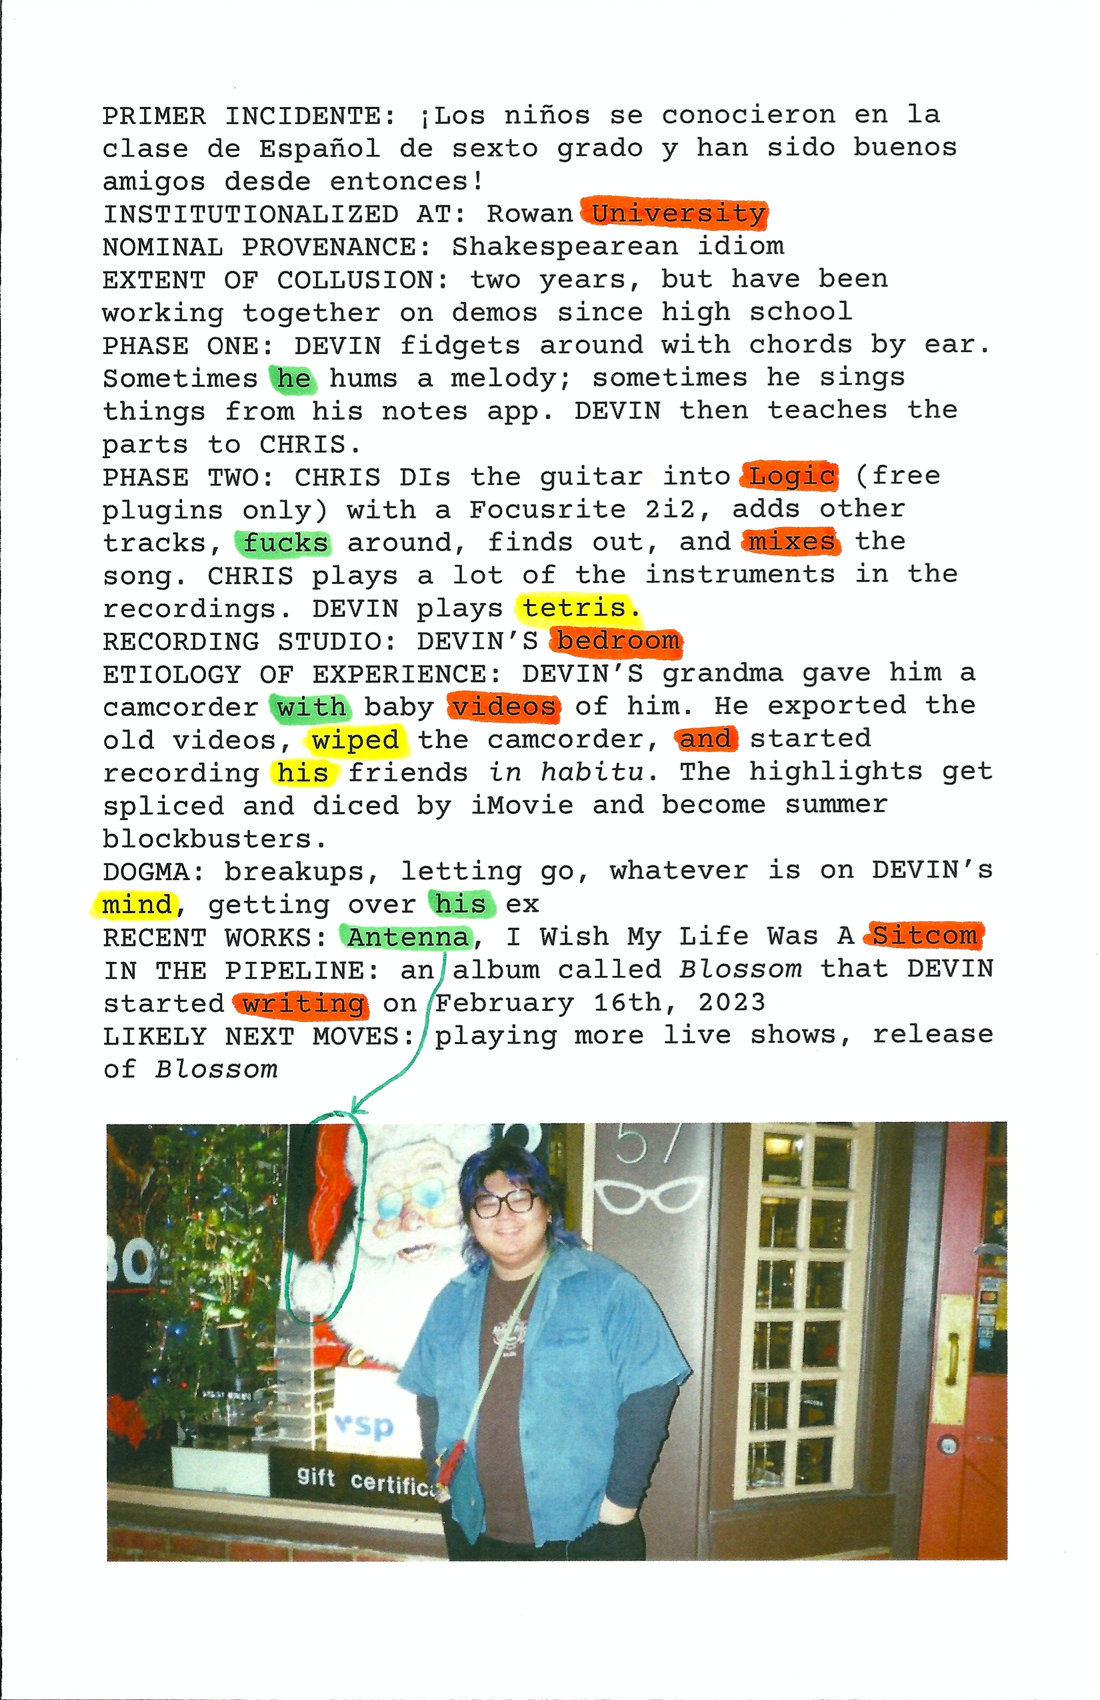 PRIMER INCIDENTE: ¡Los niños se conocieron en la
clase de Español de sexto grado y han sido buenos
amigos desde entonces!
INSTITUTIONALIZED AT: Rowan University
NOMINAL PROVENANCE: Shakespearean idiom
EXTENT OF COLLUSION: two years, but have been
working together on demos since high school
PHASE ONE: DEVIN fidgets around with chords by ear.
Sometimes he hums a melody; sometimes he sings
things from his notes app. DEVIN then teaches the
parts to CHRIS.
PHASE TWO: CHRIS DIs the guitar into Logic (free
plugins only) with a Focusrite 2i2, adds other
tracks, fucks around, finds out, and mixes the
song. CHRIS plays a lot of the instruments in the
recordings. DEVIN plays tetris.
RECORDING STUDIO: DEVIN'S bedroom
ETIOLOGY OF EXPERIENCE: DEVIN'S grandma gave him a
camcorder with baby videos of him. He exported the
old videos, wiped the camcorder, and started
recording his friends in habitu. The highlights get
spliced and diced by iMovie and become summer
blockbusters.
DOGMA: breakups, letting go, whatever is on DEVIN's
mind, getting over his ex
RECENT WORKS: Antenna, I Wish My Life Was A Sitcom
IN THE PIPELINE: an album called Blossom that DEVIN
started writing on February 16th, 2023
LIKELY NEXT MOVES: playing more live shows, release
of Blossom
57
vsp
gift certific